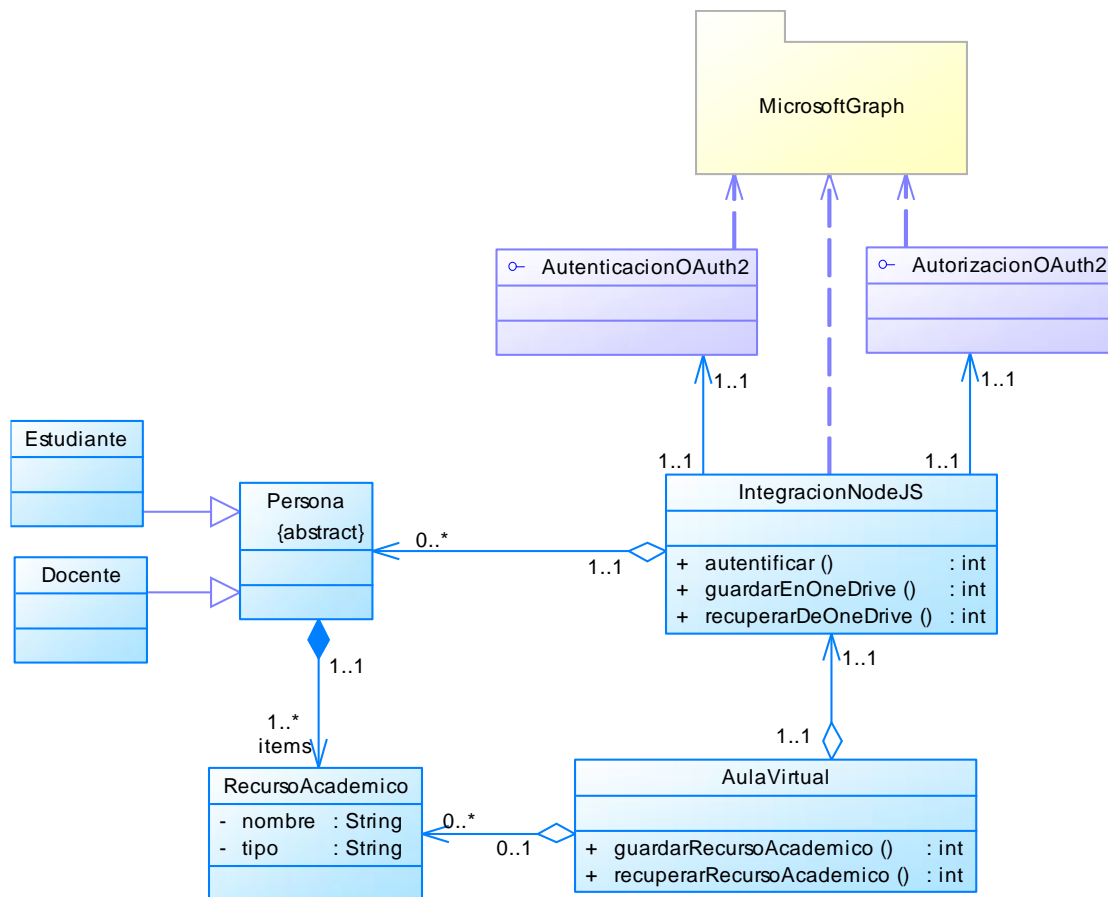 MicrosoftGraph
AutenticacionOAuth2
AutorizacionOAuth2
1..1
1..1
1..1
1..1
Estudiante
Docente
Persona
{abstract}
0..*
1..1
IntegracionNodeJS
+ autentificar () : int
+ guardarEnOneDrive () : int
+ recuperarDeOneDrive () : int
1..1
1..*
items
1..1
1..1
RecursoAcademico
- nombre : String
- tipo : String
0..*
0..1
AulaVirtual
+ guardarRecursoAcademico () : int
+ recuperarRecursoAcademico () : int